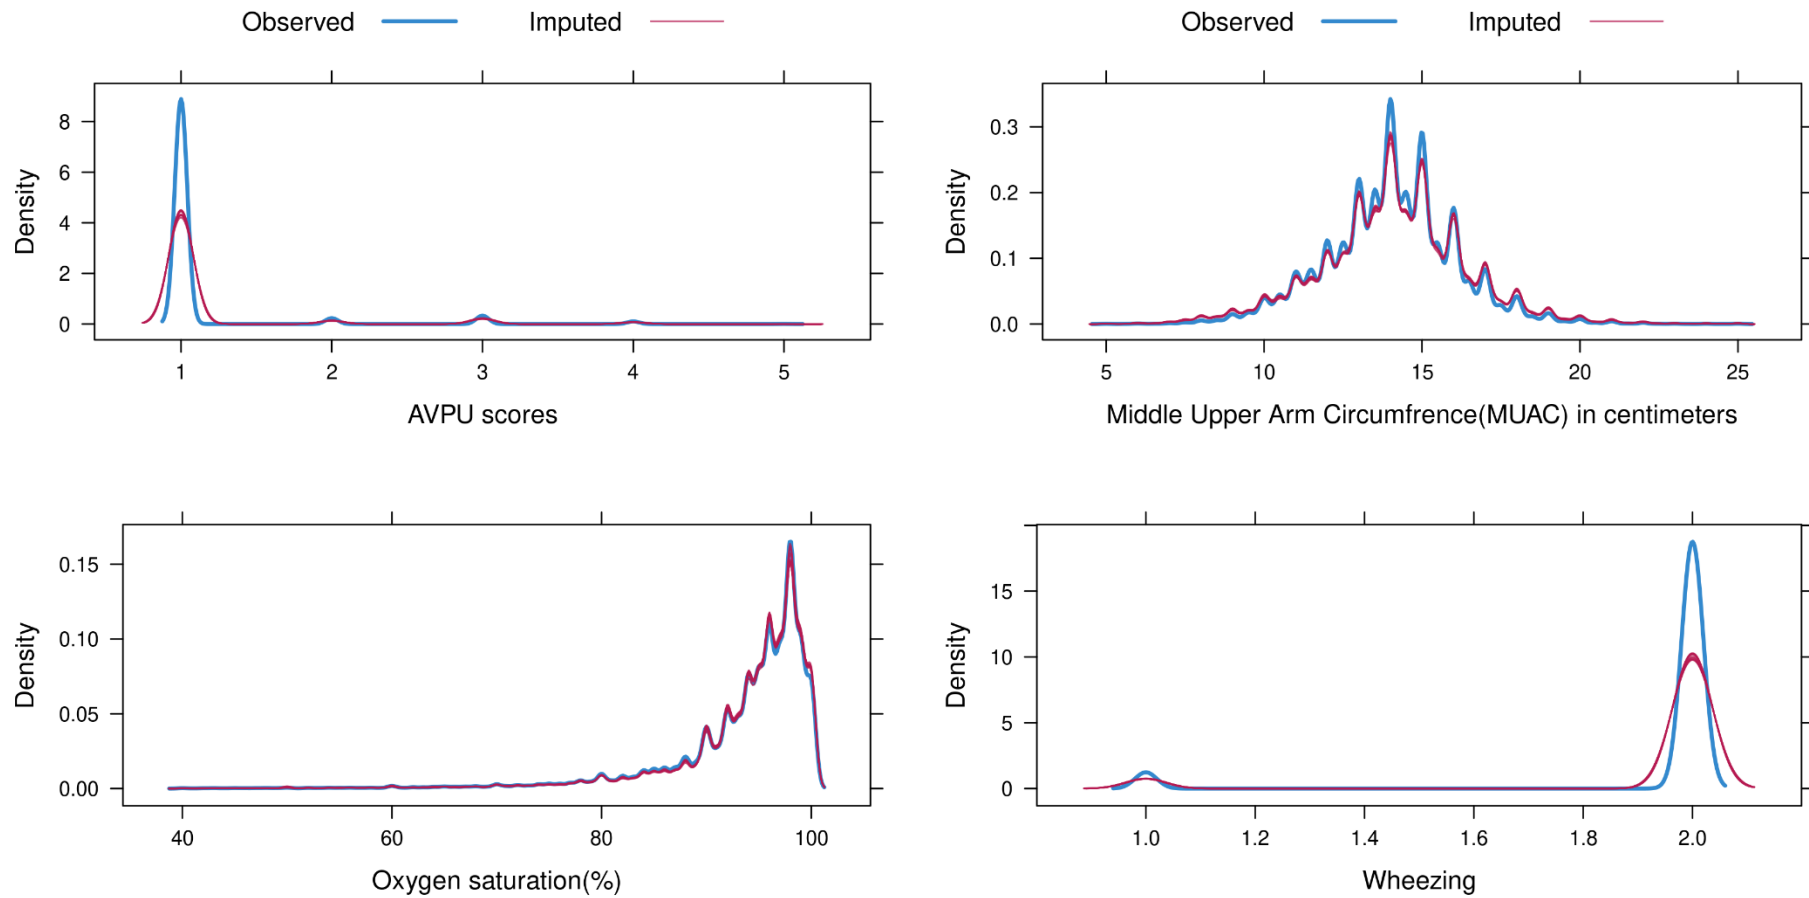 Observed Imputed
Observed Imputed
Density
8
6
4
2
0
1 2 3 4 5
AVPU scores
Density
0.3
0.2
0.1
0.0
5 10 15 20 25
Middle Upper Arm Circumfrence(MUAC) in centimeters
Density
0.15
0.10
0.05
0.00
40 60 80 100
Oxygen saturation(%)
Density
15
10
5
0
1.0 1.2 1.4 1.6 1.8 2.0
Wheezing